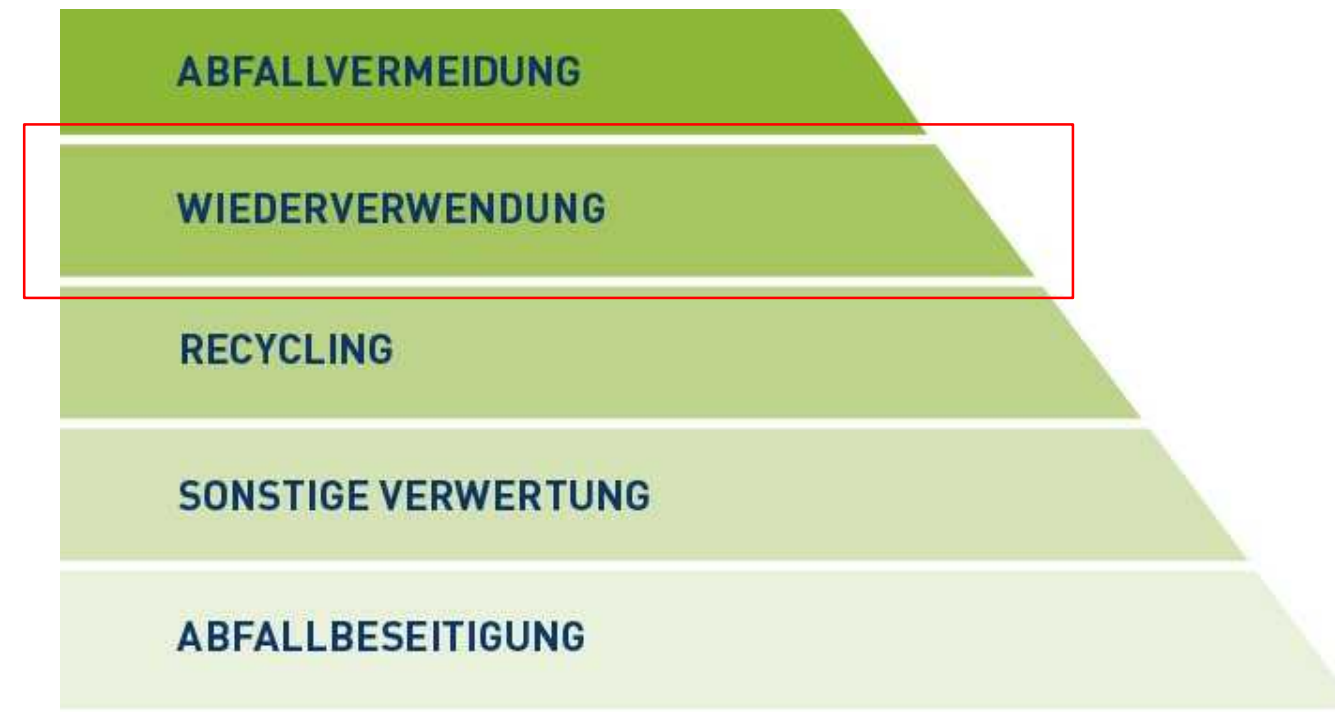 ABFALLVERMEIDUNG
WIEDERVERWENDUNG
RECYCLING
SONSTIGE VERWERTUNG
ABFALLBESEITIGUNG